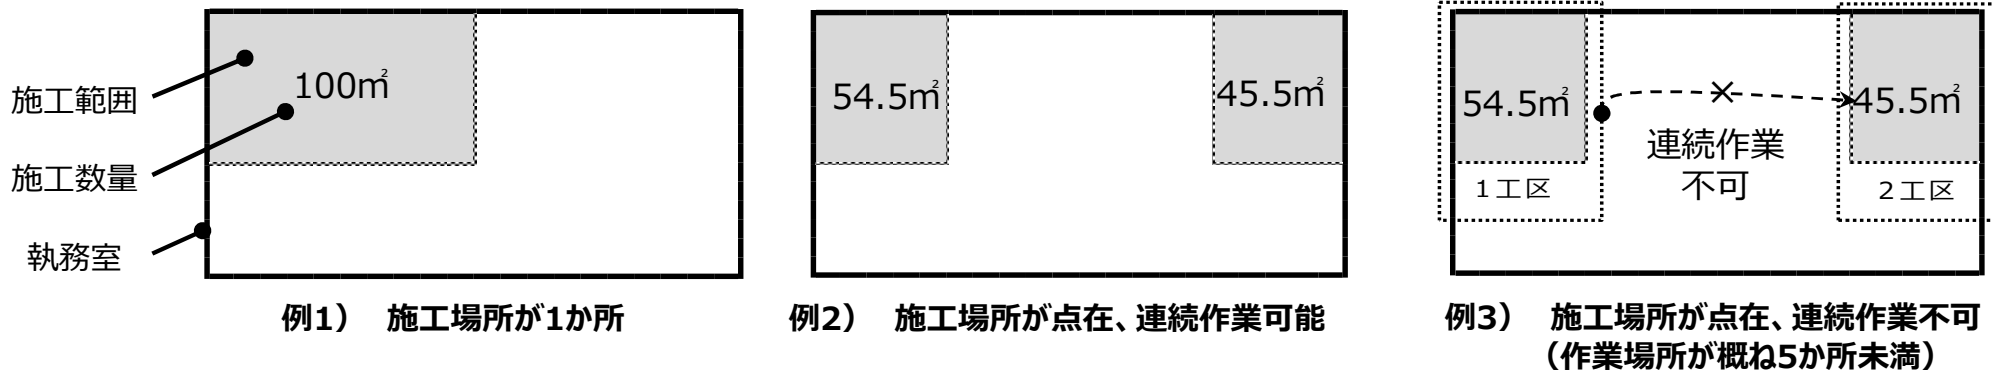 施工範囲
施工数量
執務室
100㎡
例1） 施工場所が1か所
54.5㎡
45.5㎡
例2） 施工場所が点在、連続作業可能
54.5㎡
45.5㎡
連続作業
不可
1工区
2工区
例3） 施工場所が点在、連続作業不可
（作業場所が概ね5か所未満）